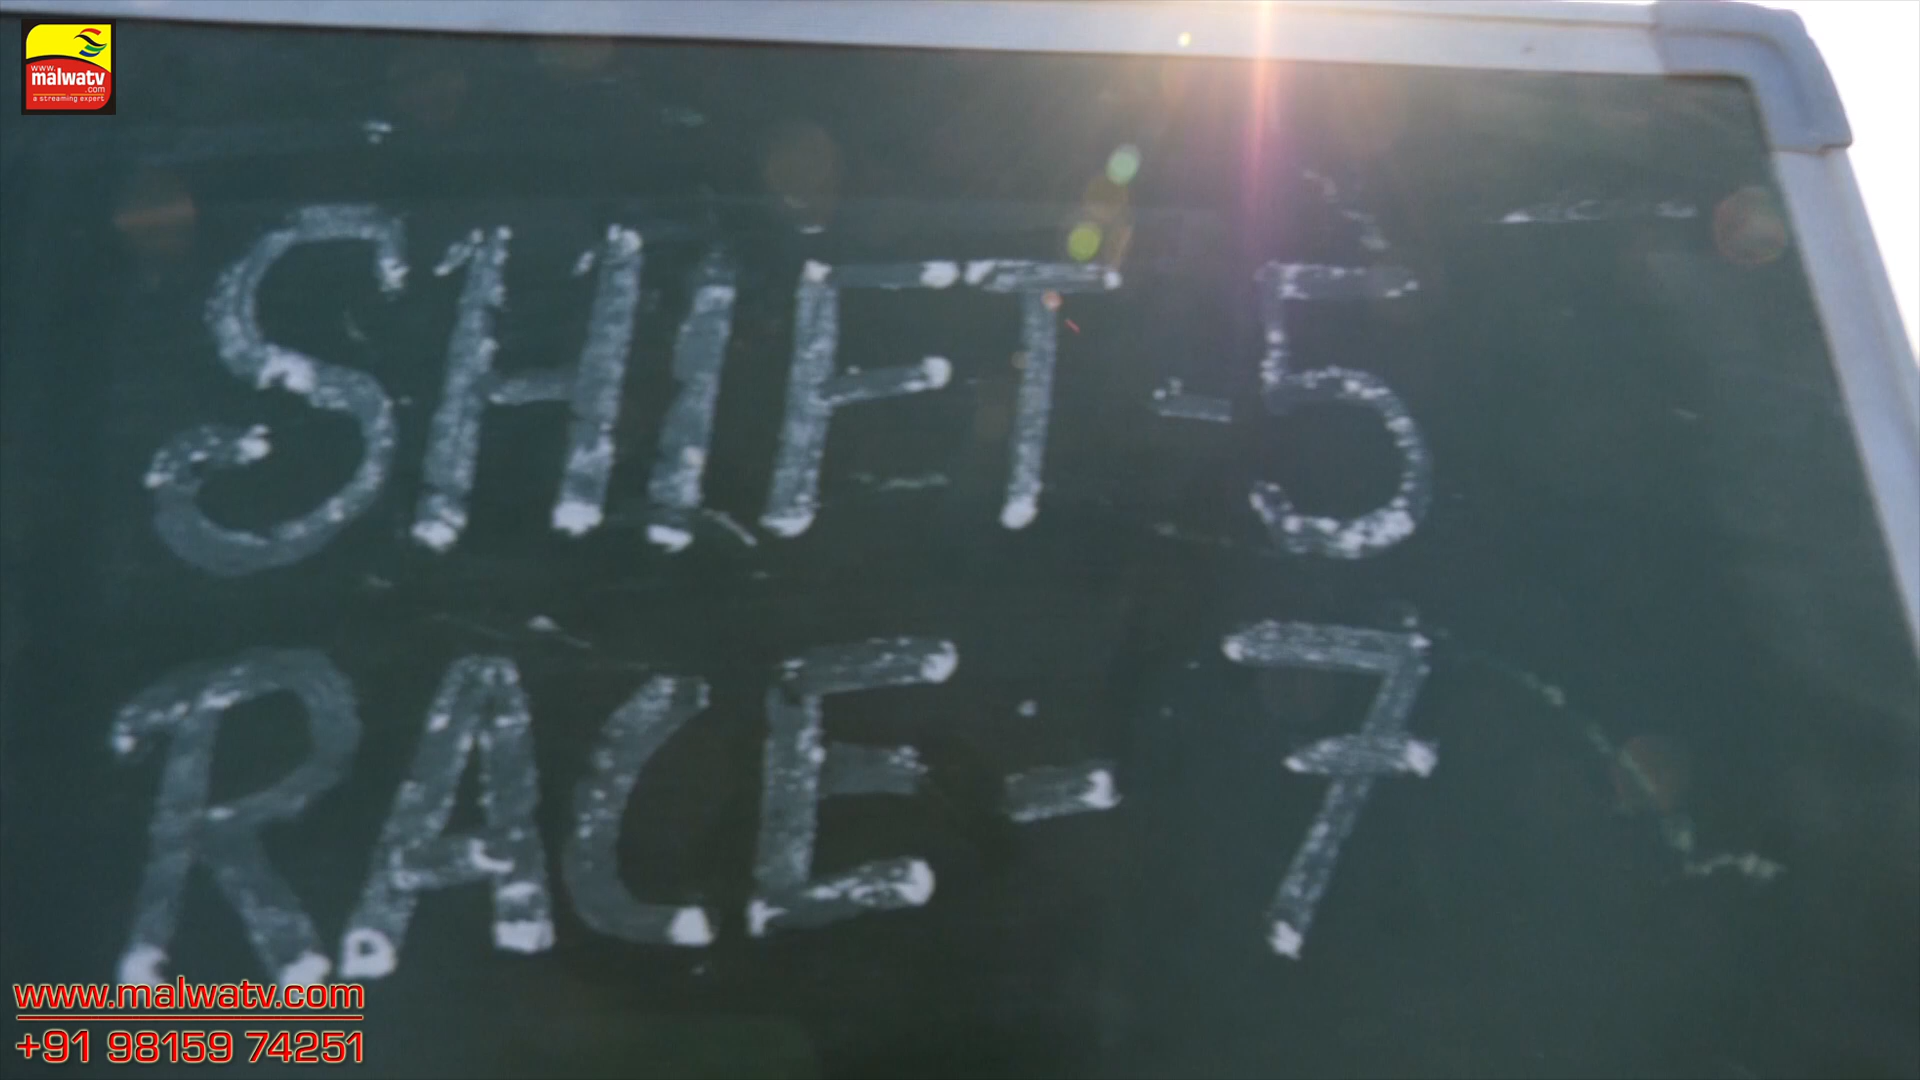 www.
malwatv
.com
a streaming expert
SHIFT-5
RACE-7
www.malwatv.com
+91 98159 74251